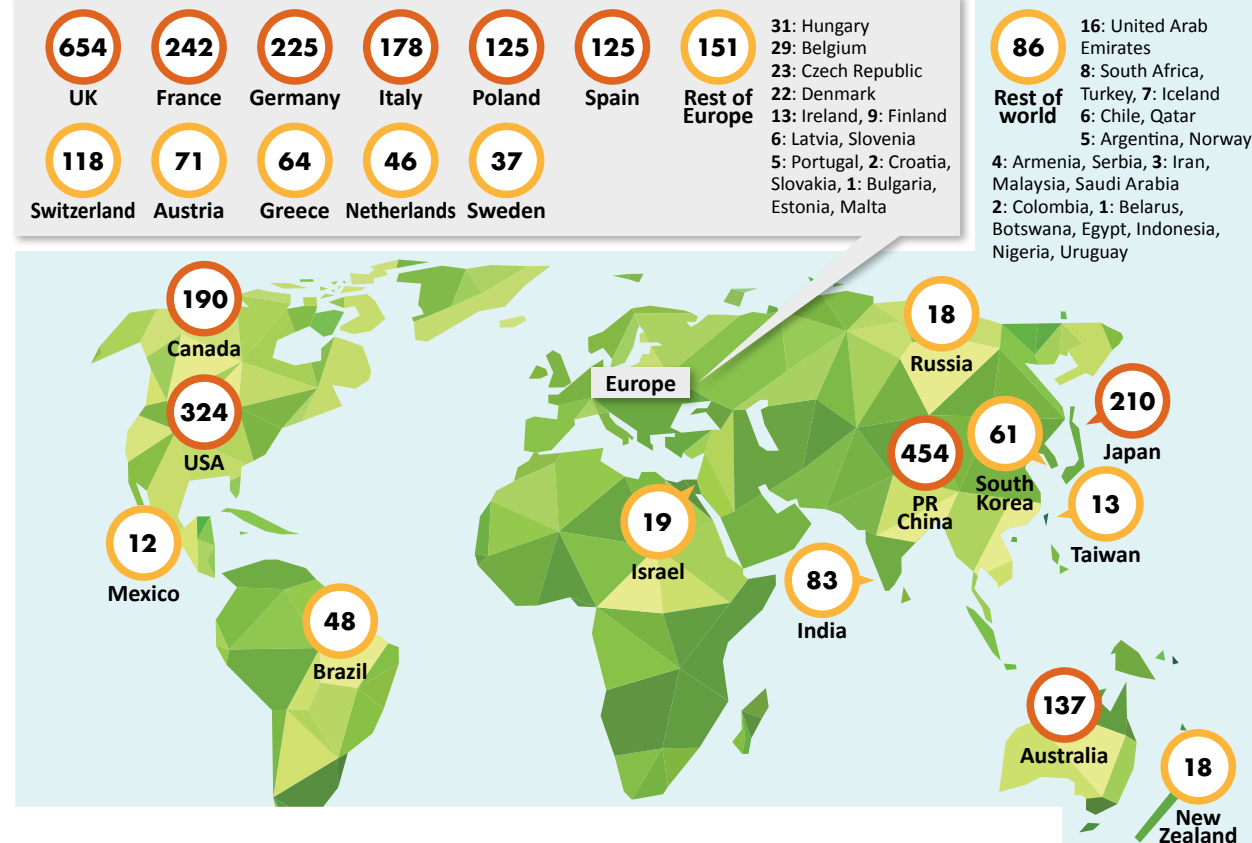 654
UK
242
France
225
Germany
178
Italy
125
Poland
125
Spain
151
Rest of
Europe
118
Switzerland
71
Austria
64
Greece
46
Netherlands
37
Sweden
31: Hungary
29: Belgium
23: Czech Republic
22: Denmark
13: Ireland, 9: Finland
6: Latvia, Slovenia
5: Portugal, 2: Croatia,
Slovakia, 1: Bulgaria,
Estonia, Malta
86
Rest of
world
16: United Arab
Emirates
8: South Africa,
Turkey, 7: Iceland
6: Chile, Qatar
5: Argentina, Norway
4: Armenia, Serbia, 3: Iran,
Malaysia, Saudi Arabia
2: Colombia, 1: Belarus,
Botswana, Egypt, Indonesia,
Nigeria, Uruguay
190
Canada
324
USA
12
Mexico
48
Brazil
Europe
19
Israel
83
India
18
Russia
454
PR
China
61
South
Korea
210
Japan
13
Taiwan
137
Australia
18
New
Zealand